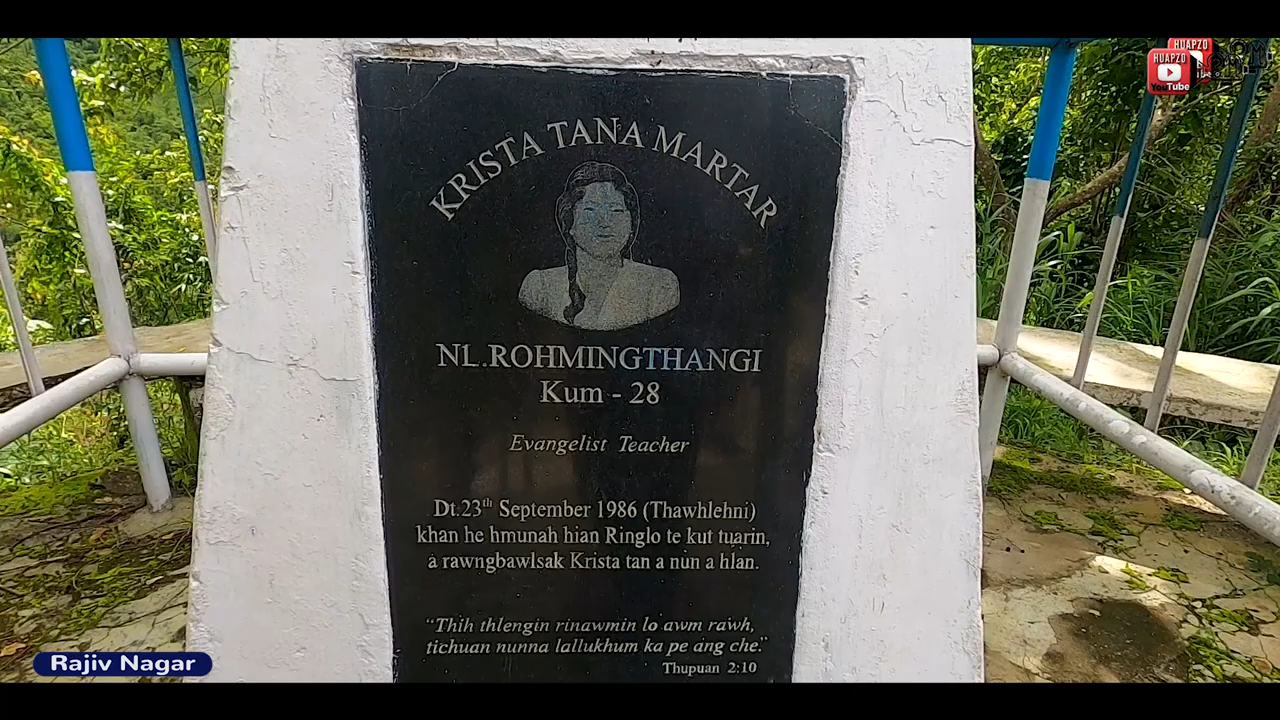 HUAPZO
HUAPZO
YouTube
KRISTA TANA MARTAR
NL.ROHMINGTHANGI
Kum - 28
Evangelist Teacher
Dt.23th September 1986 (Thawhlehni)
khan he hmunah hian Ringlo te kut tuarin,
a rawngbawlsak Krista tan a nun a hlan.
"Thih thlengin rinawmin lo awm rawh,
tichuan nunna lallukhum ka pe ang che."
Thupuan 2:10
Rajiv Nagar